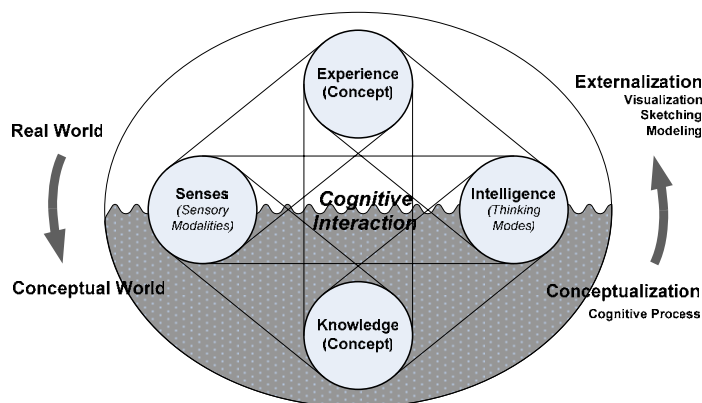 Experience
(Concept)
Externalization
Visualization
Sketching
Modeling
Real World
Senses
(Sensory
Modalities)
Cognitive
Interaction
Intelligence
(Thinking
Modes)
Conceptual World
Conceptualization
Cognitive Process
Knowledge
(Concept)